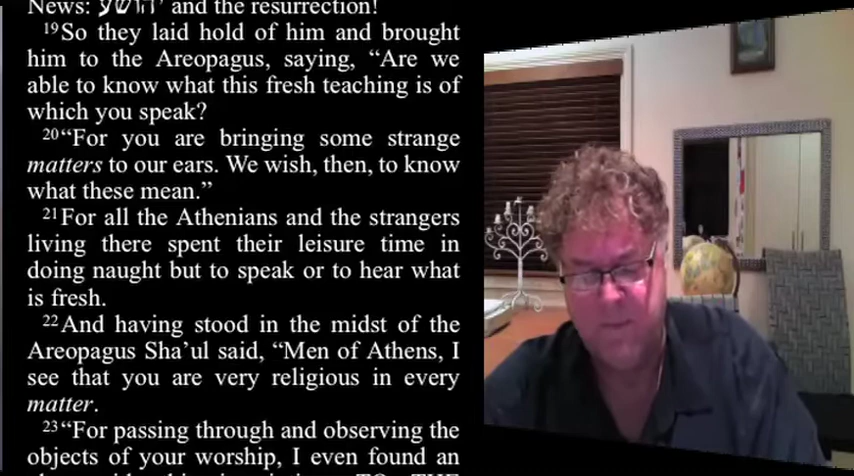 News: יהושע and the resurrection!
¹⁹So they laid hold of him and brought
him to the Areopagus, saying, “Are we
able to know what this fresh teaching is of
which you speak?
²⁰“For you are bringing some strange
matters to our ears. We wish, then, to know
what these mean.”
²¹For all the Athenians and the strangers
living there spent their leisure time in
doing naught but to speak or to hear what
is fresh.
²²And having stood in the midst of the
Areopagus Sha’ul said, “Men of Athens, I
see that you are very religious in every
matter.
²³“For passing through and observing the
objects of your worship, I even found an
TO THE